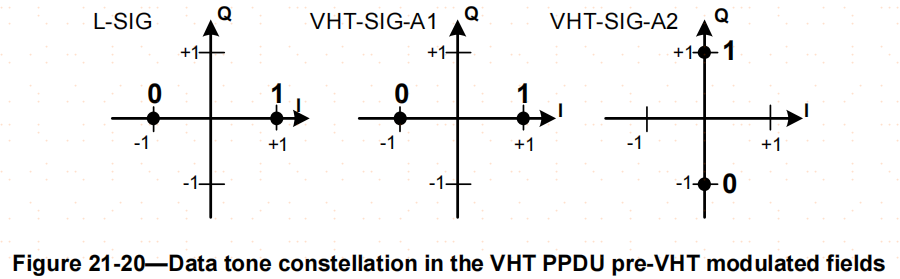 L-SIG
Q
+1
0
1
I
-1
+1
-1
VHT-SIG-A1
Q
+1
0
1
I
-1
+1
-1
VHT-SIG-A2
Q
+1
1
I
-1
+1
-1
0
Figure 21-20—Data tone constellation in the VHT PPDU pre-VHT modulated fields